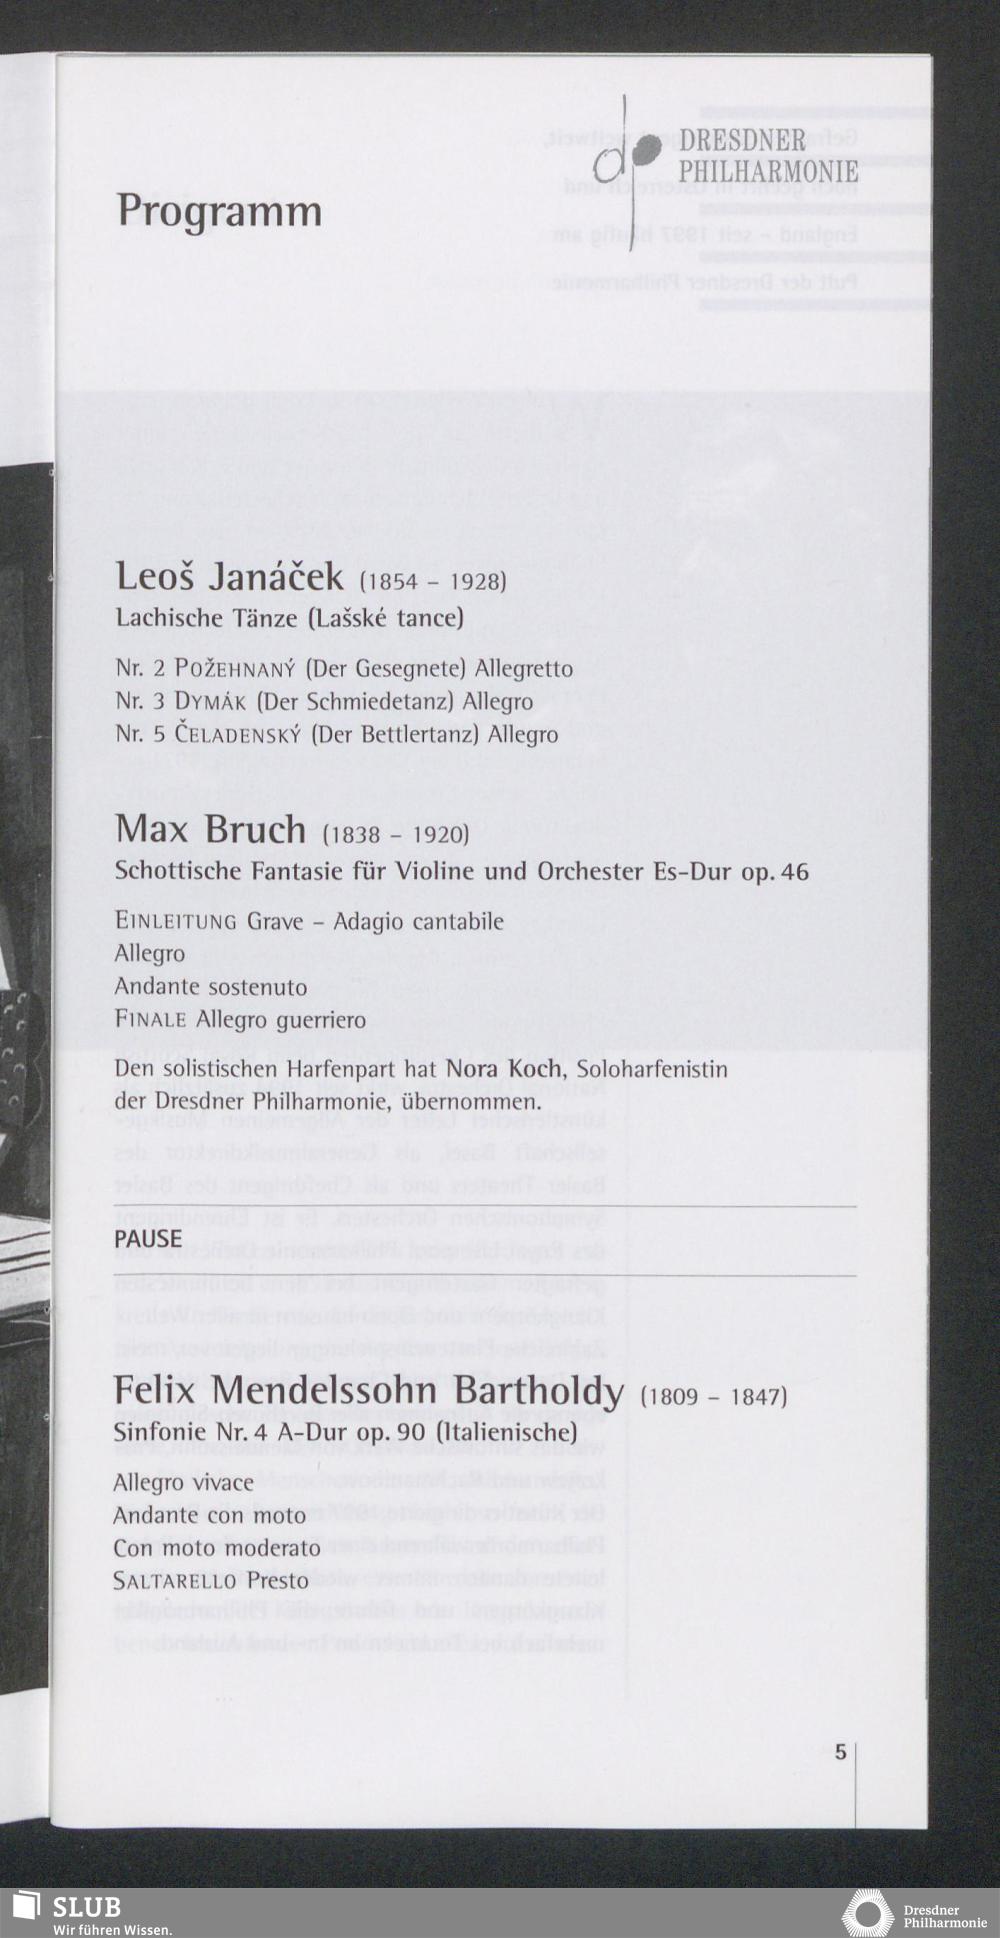 DRESDNER
PHILHARMONIE
Programm
Leoš Janáček (1854 – 1928)
Lachische Tänze (Lašské tance)
Nr. 2 POŽEHNANÝ (Der Gesegnete) Allegretto
Nr. 3 DYMÁK (Der Schmiedetanz) Allegro
Nr. 5 ČELADENSKÝ (Der Bettlertanz) Allegro
Max Bruch (1838 – 1920)
Schottische Fantasie für Violine und Orchester Es-Dur op. 46
EINLEITUNG Grave – Adagio cantabile
Allegro
Andante sostenuto
FINALE Allegro guerriero
Den solistischen Harfenpart hat Nora Koch, Soloharfenistin
der Dresdner Philharmonie, übernommen.
PAUSE
Felix Mendelssohn Bartholdy (1809 – 1847)
Sinfonie Nr. 4 A-Dur op. 90 (Italienische)
Allegro vivace
Andante con moto
Con moto moderato
SALTARELLO Presto
5
SLUB
Wir führen Wissen.
Dresdner
Philharmonie